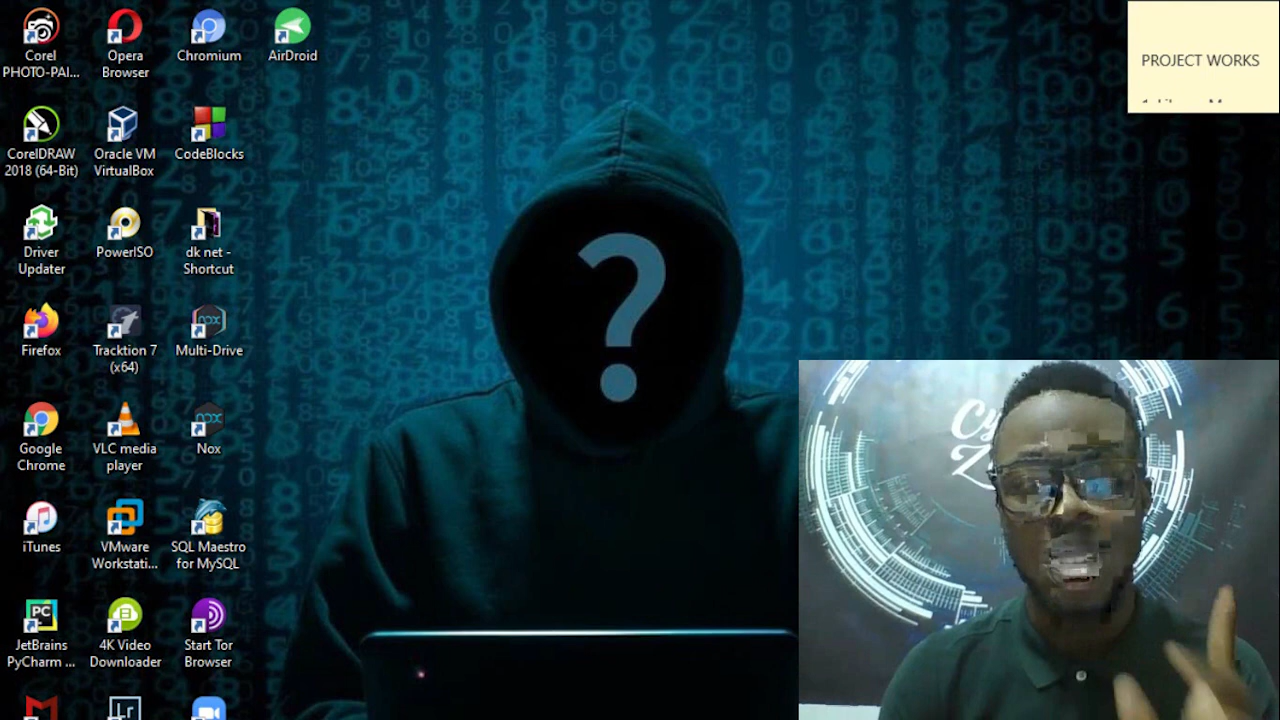 Corel
PHOTO-PAI...
Opera
Browser
Chromium
AirDroid
CorelDRAW
2018 (64-Bit)
Oracle VM
VirtualBox
CodeBlocks
Driver
Updater
PowerISO
dk net -
Shortcut
Firefox
Tracktion 7
(x64)
Multi-Drive
Google
Chrome
VLC media
player
Nox
iTunes
VMware
Workstati...
SQL Maestro
for MySQL
JetBrains
PyCharm ...
4K Video
Downloader
Start Tor
Browser
PROJECT WORKS